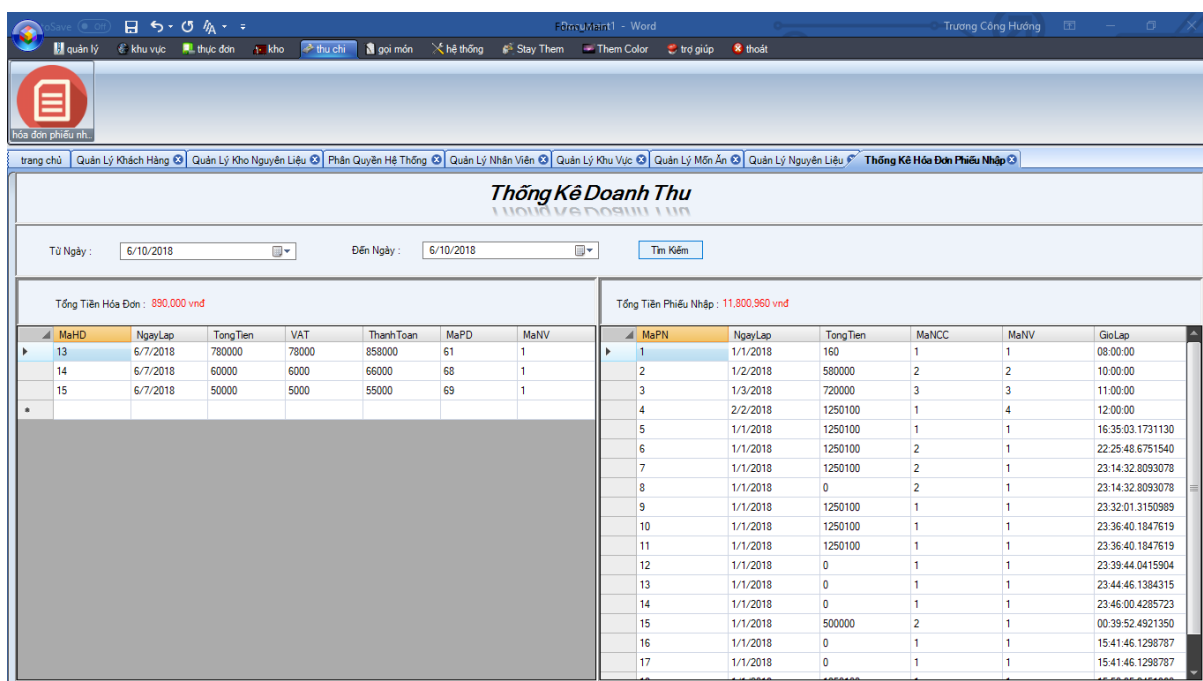 Document1 - Word Trương Công Hướng
quản lý khu vực thực đơn kho thu chi gọi món hệ thống Stay Them Them Color trợ giúp thoát
hóa đơn phiếu nh...
trang chủ Quản Lý Khách Hàng Quản Lý Kho Nguyên Liệu Phân Quyền Hệ Thống Quản Lý Nhân Viên Quản Lý Khu Vực Quản Lý Món Ăn Quản Lý Nguyên Liệu Thống Kê Hóa Đơn Phiếu Nhập
Thống Kê Doanh Thu
Từ Ngày : 6/10/2018 Đến Ngày : 6/10/2018 Tìm Kiếm
Tổng Tiền Hóa Đơn : 890,000 vnđ
MaHD NgayLap TongTien VAT ThanhToan MaPD MaNV
13 6/7/2018 780000 78000 858000 61 1
14 6/7/2018 60000 6000 66000 68 1
15 6/7/2018 50000 5000 55000 69 1
Tổng Tiền Phiếu Nhập : 11,800,960 vnđ
MaPN NgayLap TongTien MaNCC MaNV GioLap
1 1/1/2018 160 1 1 08:00:00
2 1/2/2018 580000 2 2 10:00:00
3 1/3/2018 720000 3 3 11:00:00
4 2/2/2018 1250100 1 4 12:00:00
5 1/1/2018 1250100 1 1 16:35:03.1731130
6 1/1/2018 1250100 2 1 22:25:48.6751540
7 1/1/2018 1250100 2 1 23:14:32.8093078
8 1/1/2018 0 2 1 23:14:32.8093078
9 1/1/2018 1250100 1 1 23:32:01.3150989
10 1/1/2018 1250100 1 1 23:36:40.1847619
11 1/1/2018 1250100 1 1 23:36:40.1847619
12 1/1/2018 0 1 1 23:39:44.0415904
13 1/1/2018 0 1 1 23:44:46.1384315
14 1/1/2018 0 1 1 23:46:00.4285723
15 1/1/2018 500000 2 1 00:39:52.4921350
16 1/1/2018 0 1 1 15:41:46.1298787
17 1/1/2018 0 1 1 15:41:46.1298787